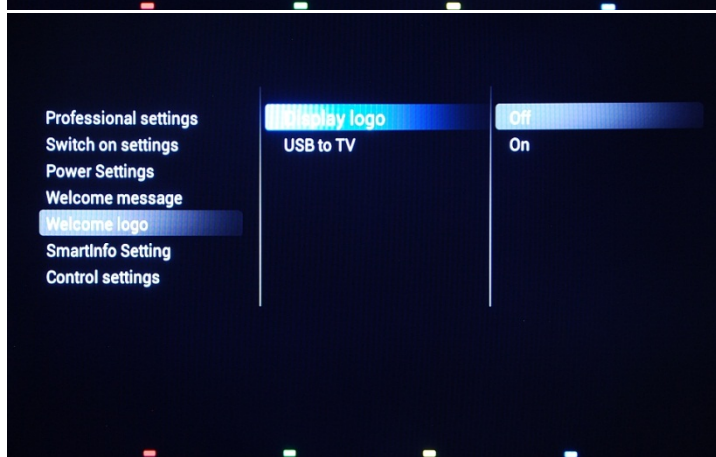 Professional settings
Switch on settings
Power Settings
Welcome message
Welcome logo
SmartInfo Setting
Control settings
Display logo
USB to TV
Off
On